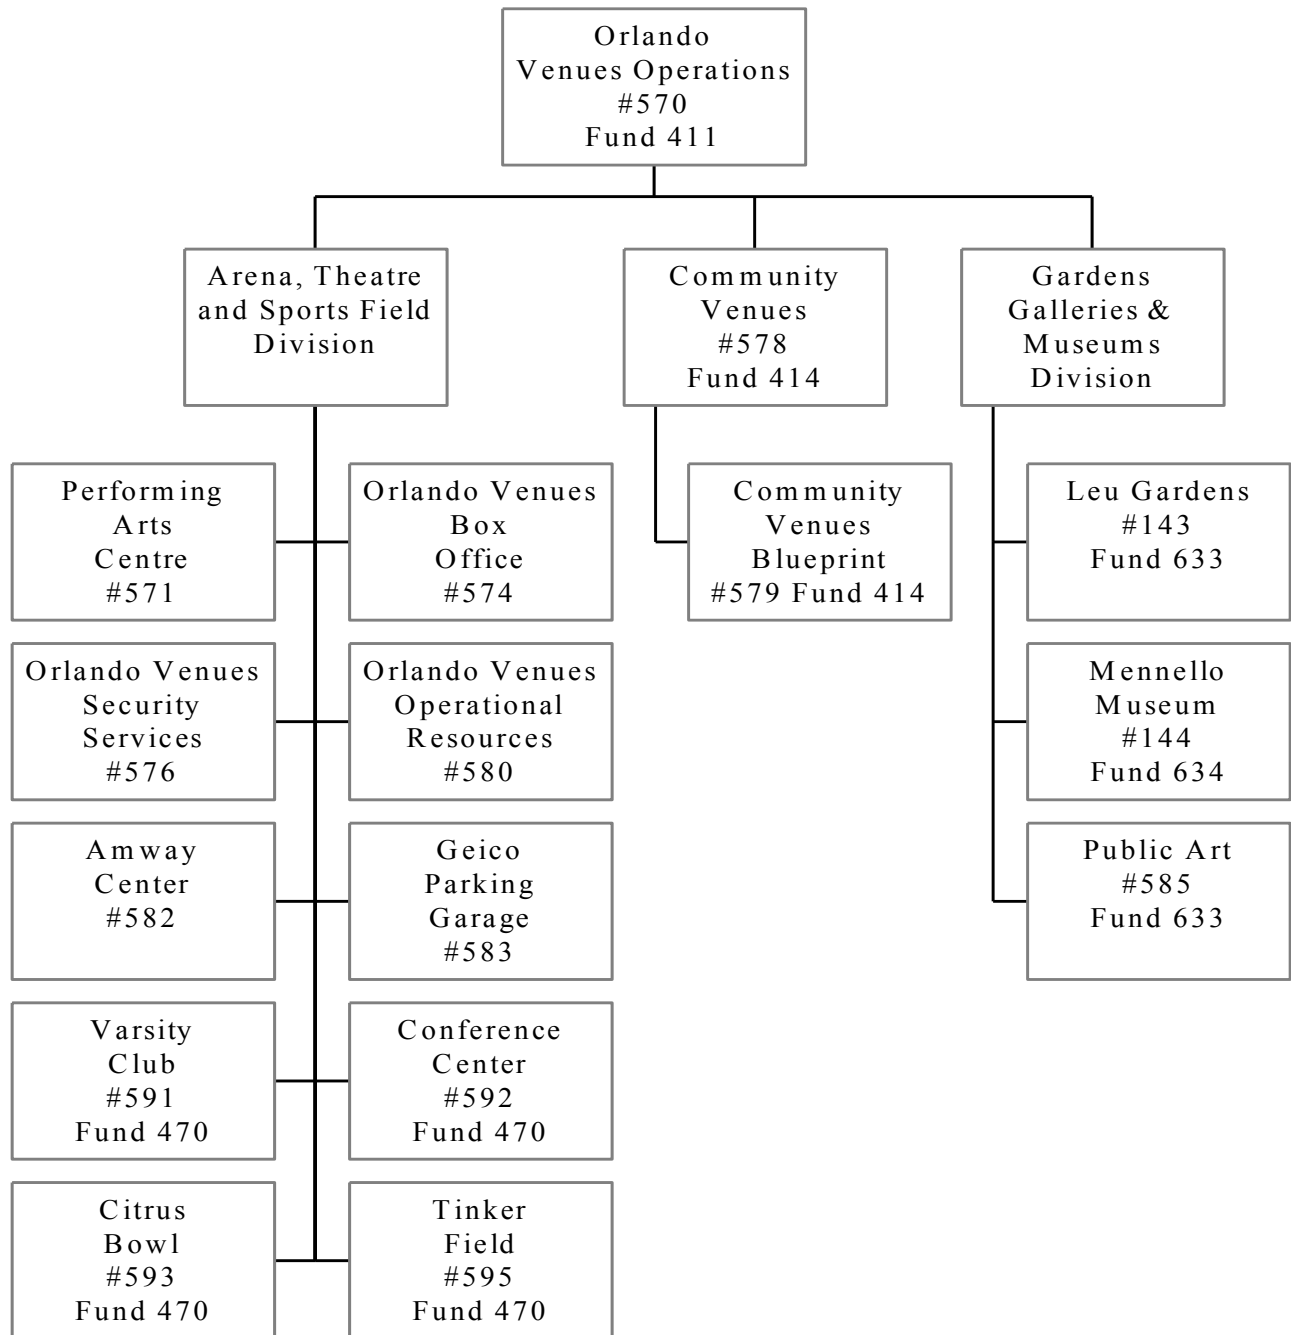 Orlando
Venues Operations
#570
Fund 411
Arena, Theatre
and Sports Field
Division
Community
Venues
#578
Fund 414
Gardens
Galleries &
Museums
Division
Performing
Arts
Centre
#571
Orlando Venues
Box
Office
#574
Community
Venues
Blueprint
#579 Fund 414
Leu Gardens
#143
Fund 633
Orlando Venues
Security
Services
#576
Orlando Venues
Operational
Resources
#580
Mennello
Museum
#144
Fund 634
Amway
Center
#582
Geico
Parking
Garage
#583
Public Art
#585
Fund 633
Varsity
Club
#591
Fund 470
Conference
Center
#592
Fund 470
Citrus
Bowl
#593
Fund 470
Tinker
Field
#595
Fund 470